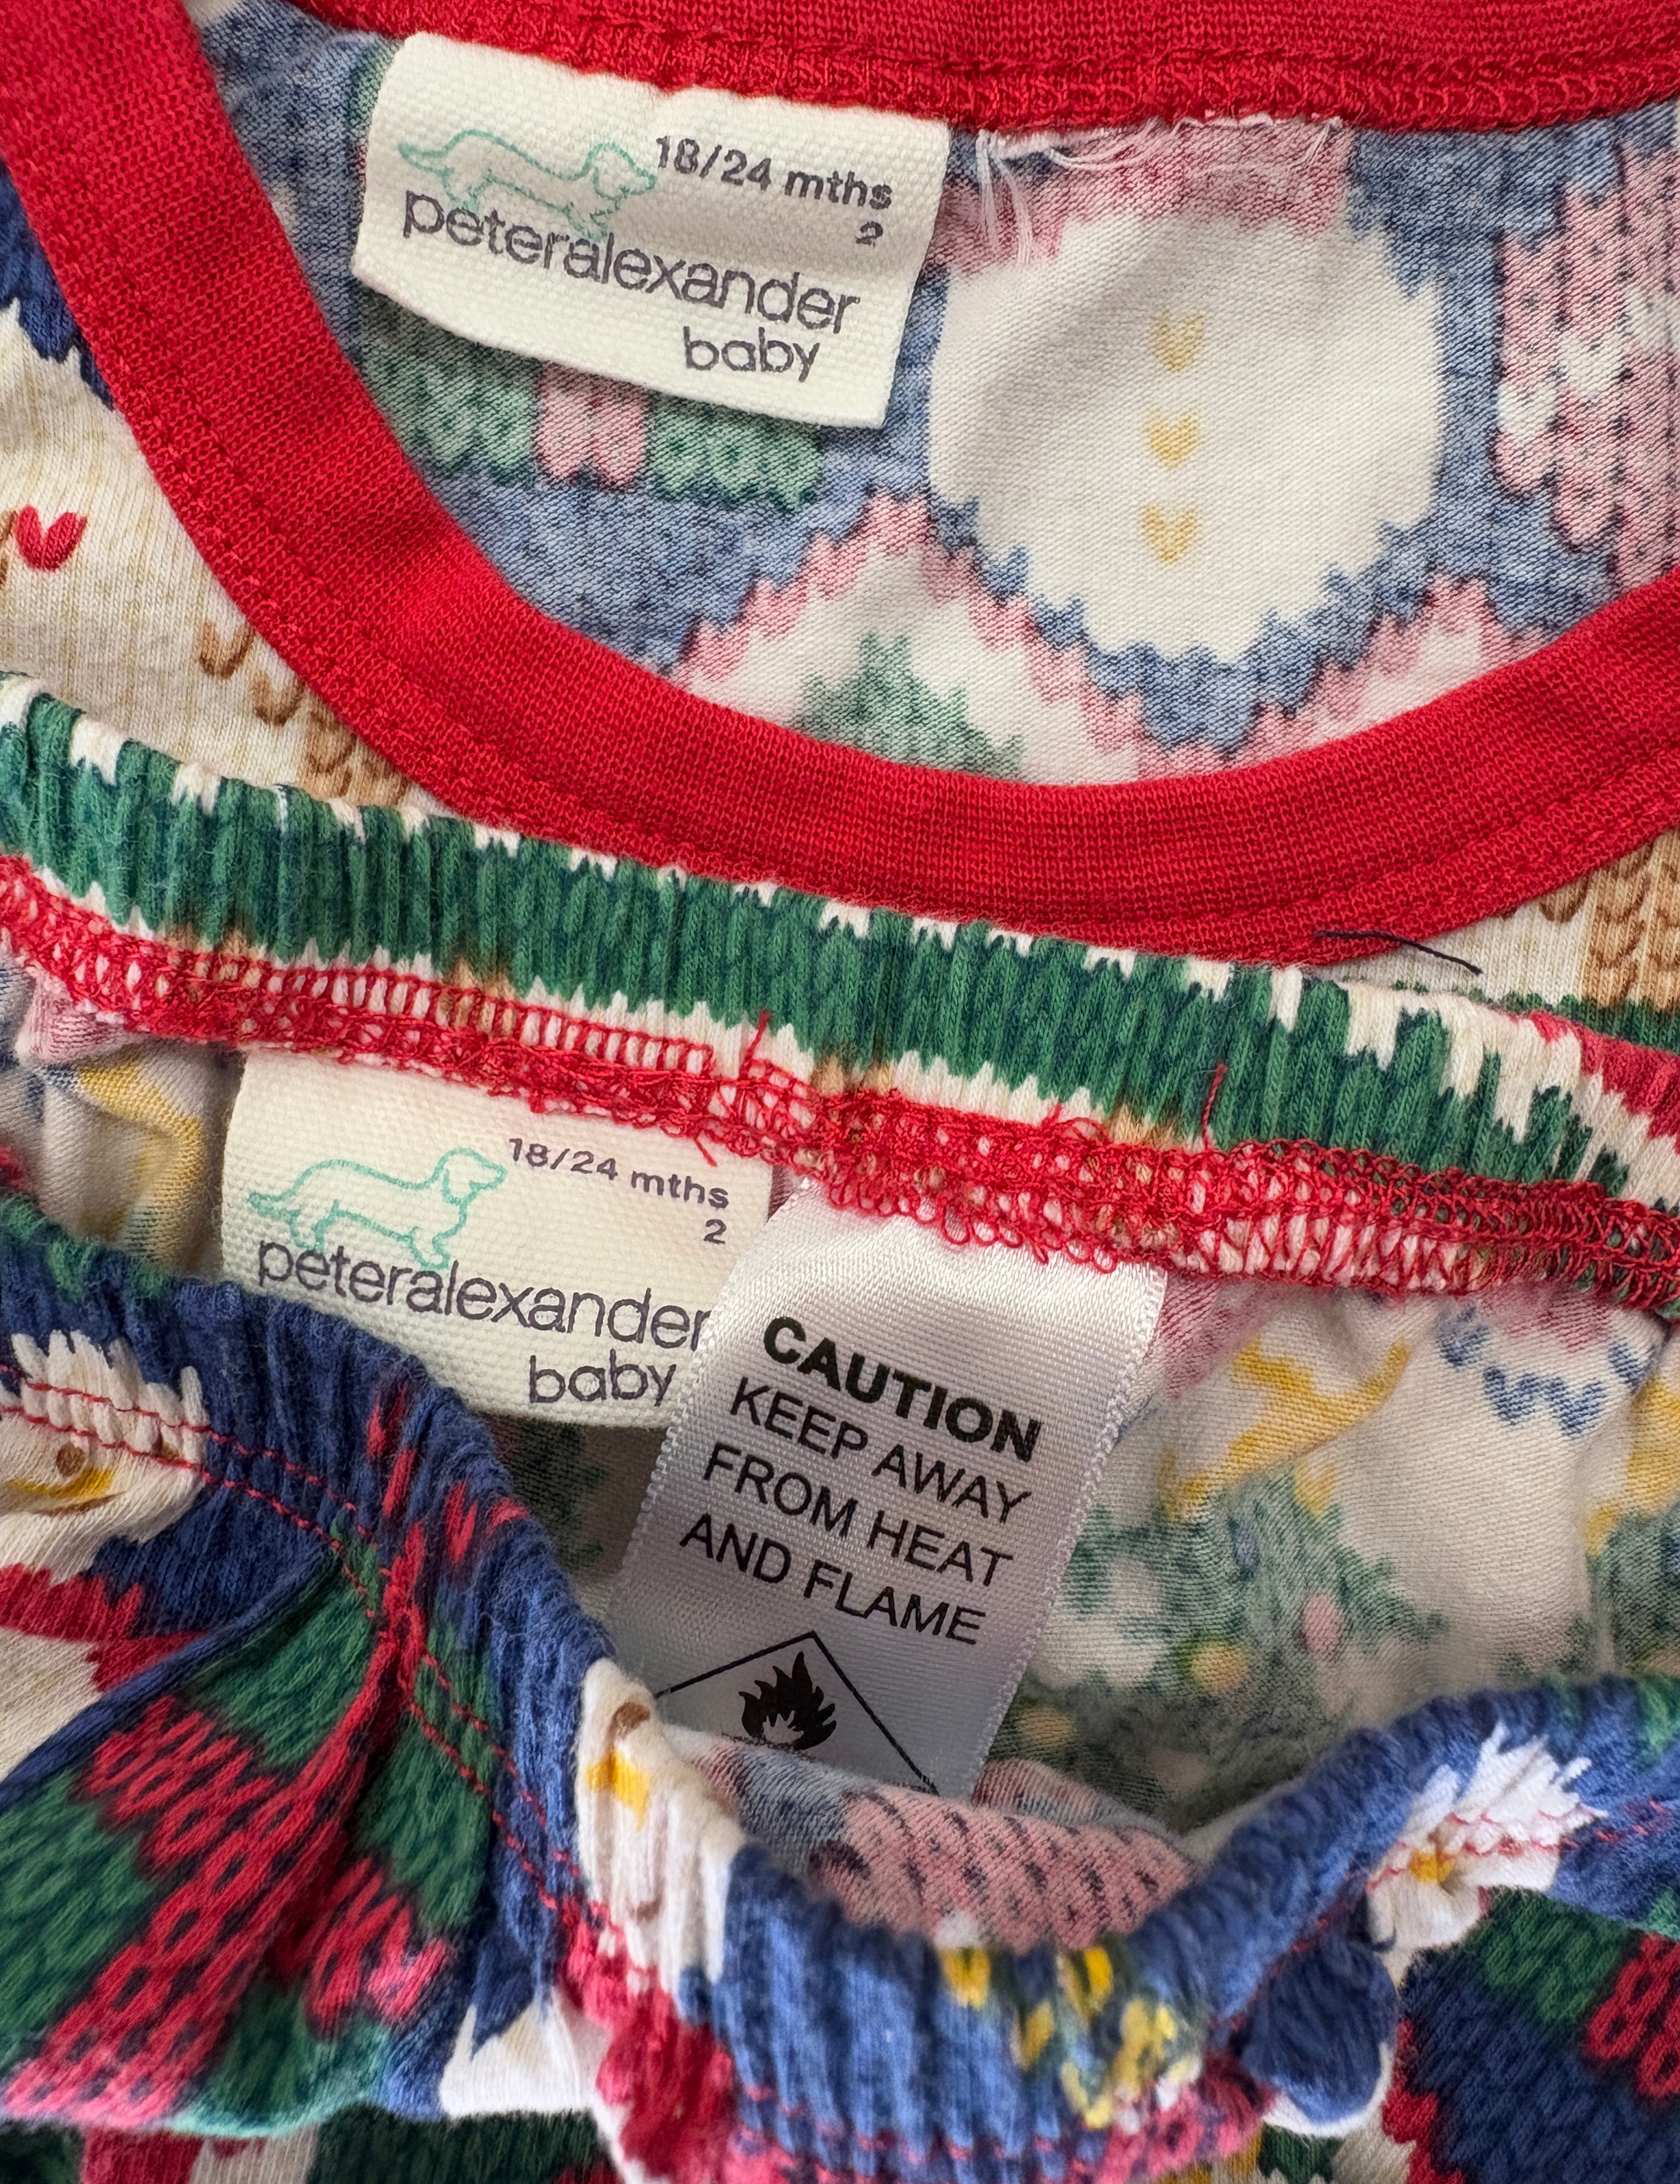 18/24 mths
2
peteralexander
baby
18/24 mths
2
peteralexander
baby
CAUTION
KEEP AWAY
FROM HEAT
AND FLAME